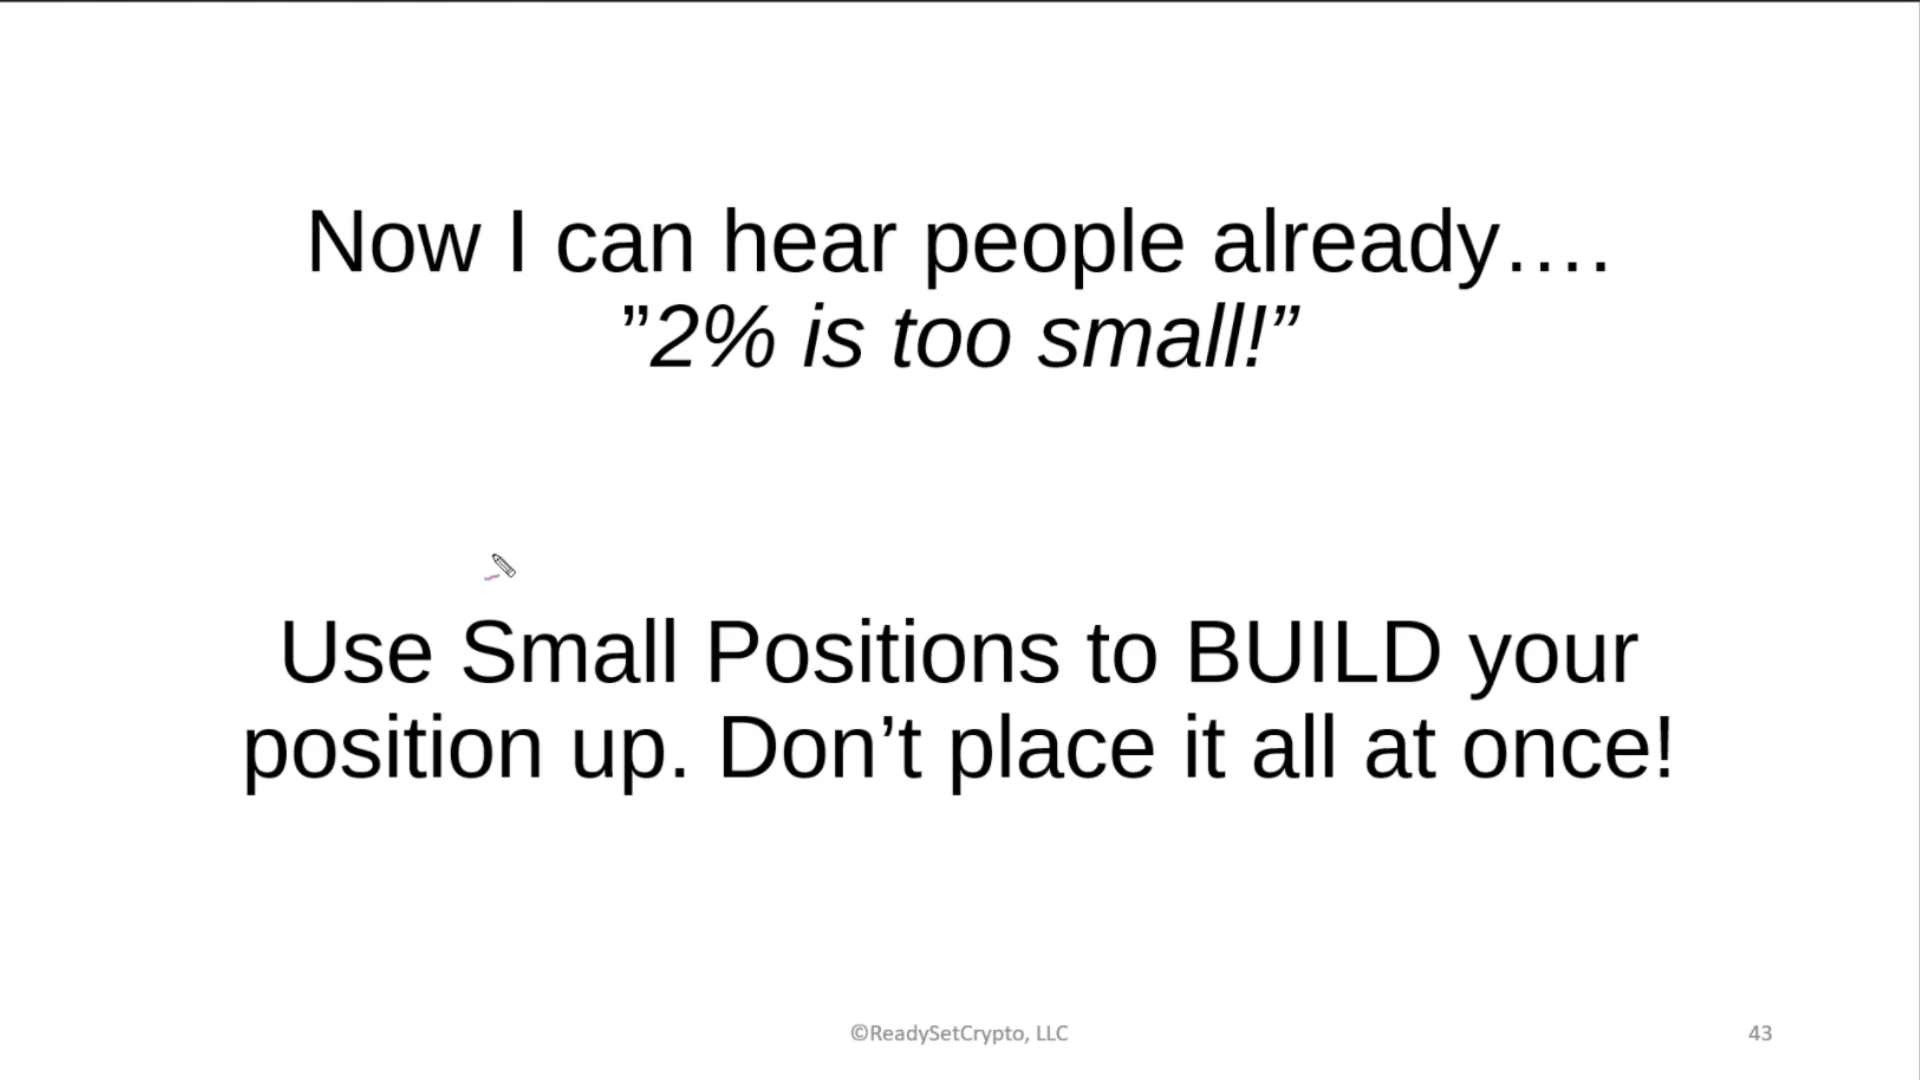 Now I can hear people already….
”2% is too small!”
Use Small Positions to BUILD your
position up. Don’t place it all at once!
©ReadySetCrypto, LLC
43